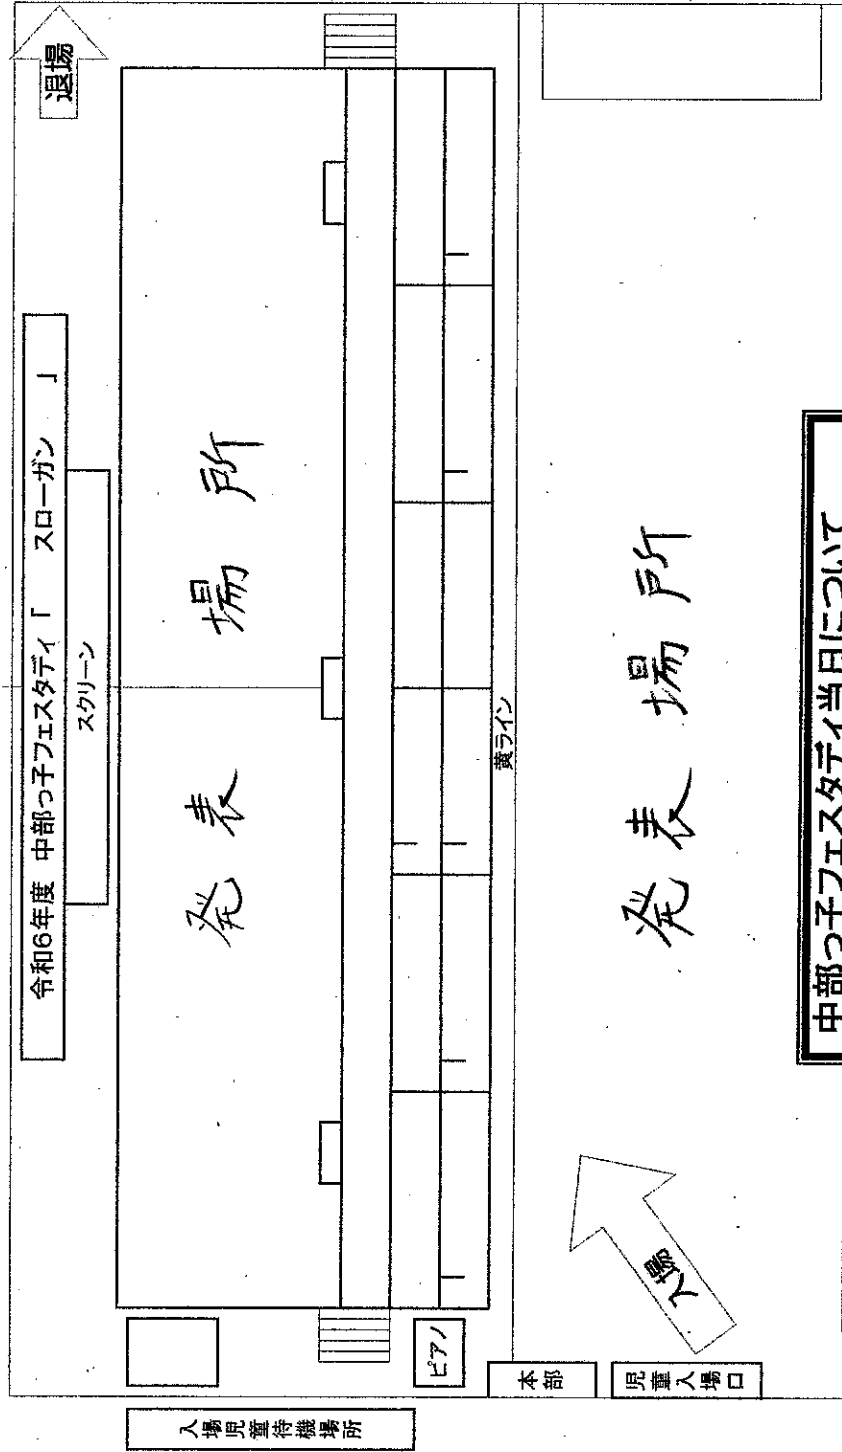 令和6年度 中部っ子フェスタディ「 スローガン 」
スクリーン
退場
発表場所
黄ライン
発表場所
入場
ピアノ
本部
児童入場口
入場児童待機場所
中部っ子フェスタディ当日について